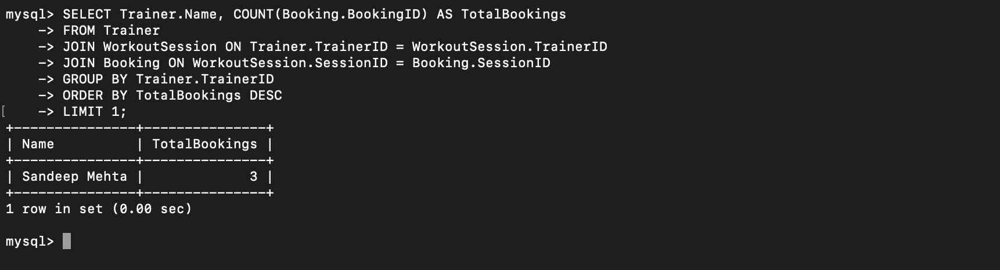 mysql> SELECT Trainer.Name, COUNT(Booking.BookingID) AS TotalBookings
    -> FROM Trainer
    -> JOIN WorkoutSession ON Trainer.TrainerID = WorkoutSession.TrainerID
    -> JOIN Booking ON WorkoutSession.SessionID = Booking.SessionID
    -> GROUP BY Trainer.TrainerID
    -> ORDER BY TotalBookings DESC
[    -> LIMIT 1;
+---------------+---------------+
| Name          | TotalBookings |
+---------------+---------------+
| Sandeep Mehta |             3 |
+---------------+---------------+
1 row in set (0.00 sec)

mysql>